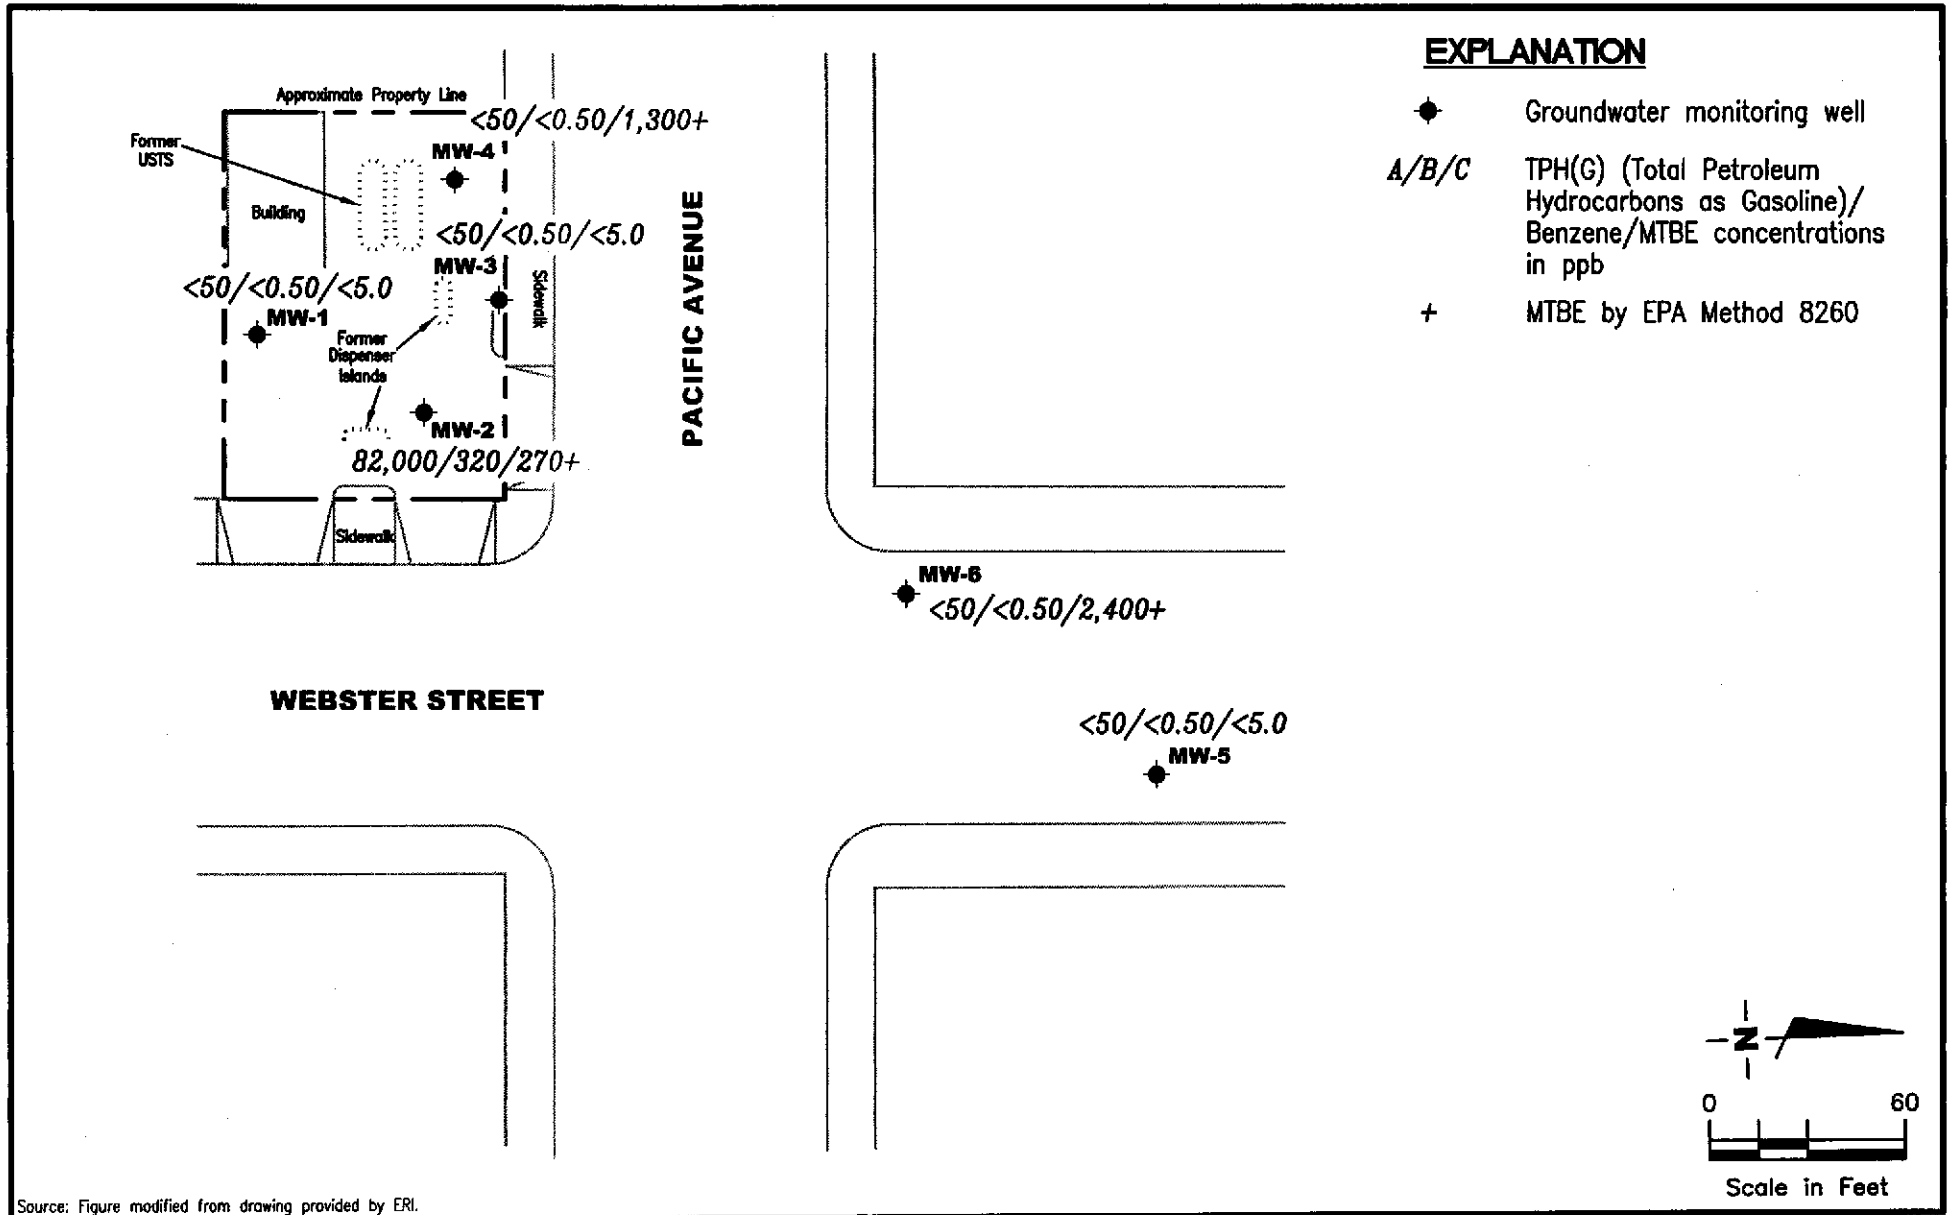 EXPLANATION
Groundwater monitoring well
A/B/C TPH(G) (Total Petroleum
Hydrocarbons as Gasoline)/
Benzene/MTBE concentrations
in ppb
+ MTBE by EPA Method 8260
Approximate Property Line
<50/<0.50/1,300+
Former
USTS
MW-4
Building
<50/<0.50/<5.0
MW-3
Sidewalk
PACIFIC AVENUE
<50/<0.50/<5.0
MW-1
Former
Dispenser
Islands
MW-2
82,000/320/270+
Sidewalk
MW-6
<50/<0.50/2,400+
WEBSTER STREET
<50/<0.50/<5.0
MW-5
N
0 60
Scale in Feet
Source: Figure modified from drawing provided by ERI.